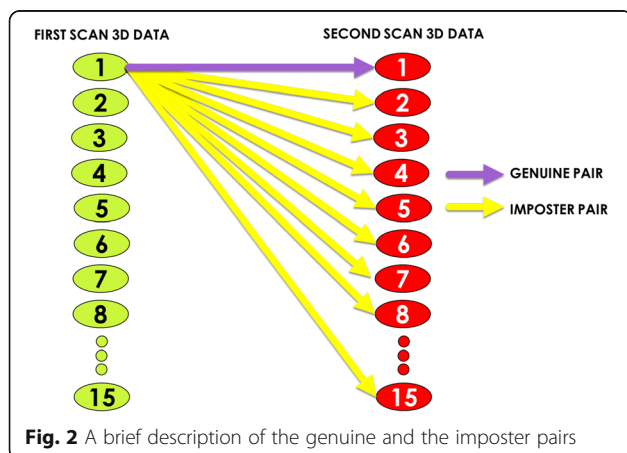 FIRST SCAN 3D DATA SECOND SCAN 3D DATA
1 1
2 2
3 3
4 4 GENUINE PAIR
5 5 IMPOSTER PAIR
6 6
7 7
8 8
15 15
Fig. 2 A brief description of the genuine and the imposter pairs